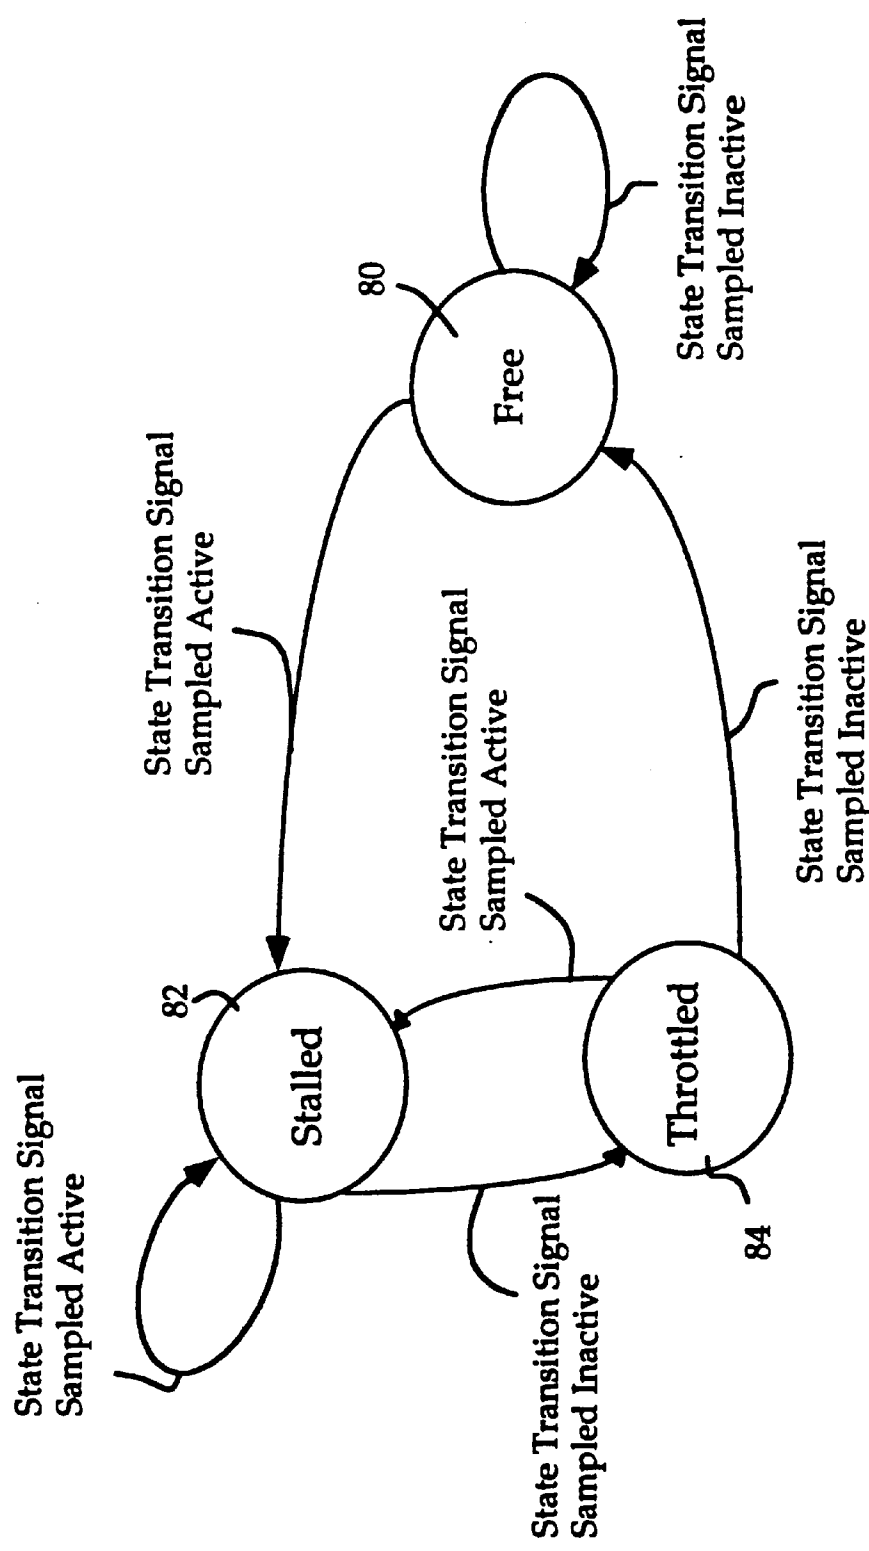 State Transition Signal
Sampled Active
82
Stalled
State Transition Signal
Sampled Active
80
Free
State Transition Signal
Sampled Active
State Transition Signal
Sampled Inactive
State Transition Signal
Sampled Inactive
84
Throttled
State Transition Signal
Sampled Inactive